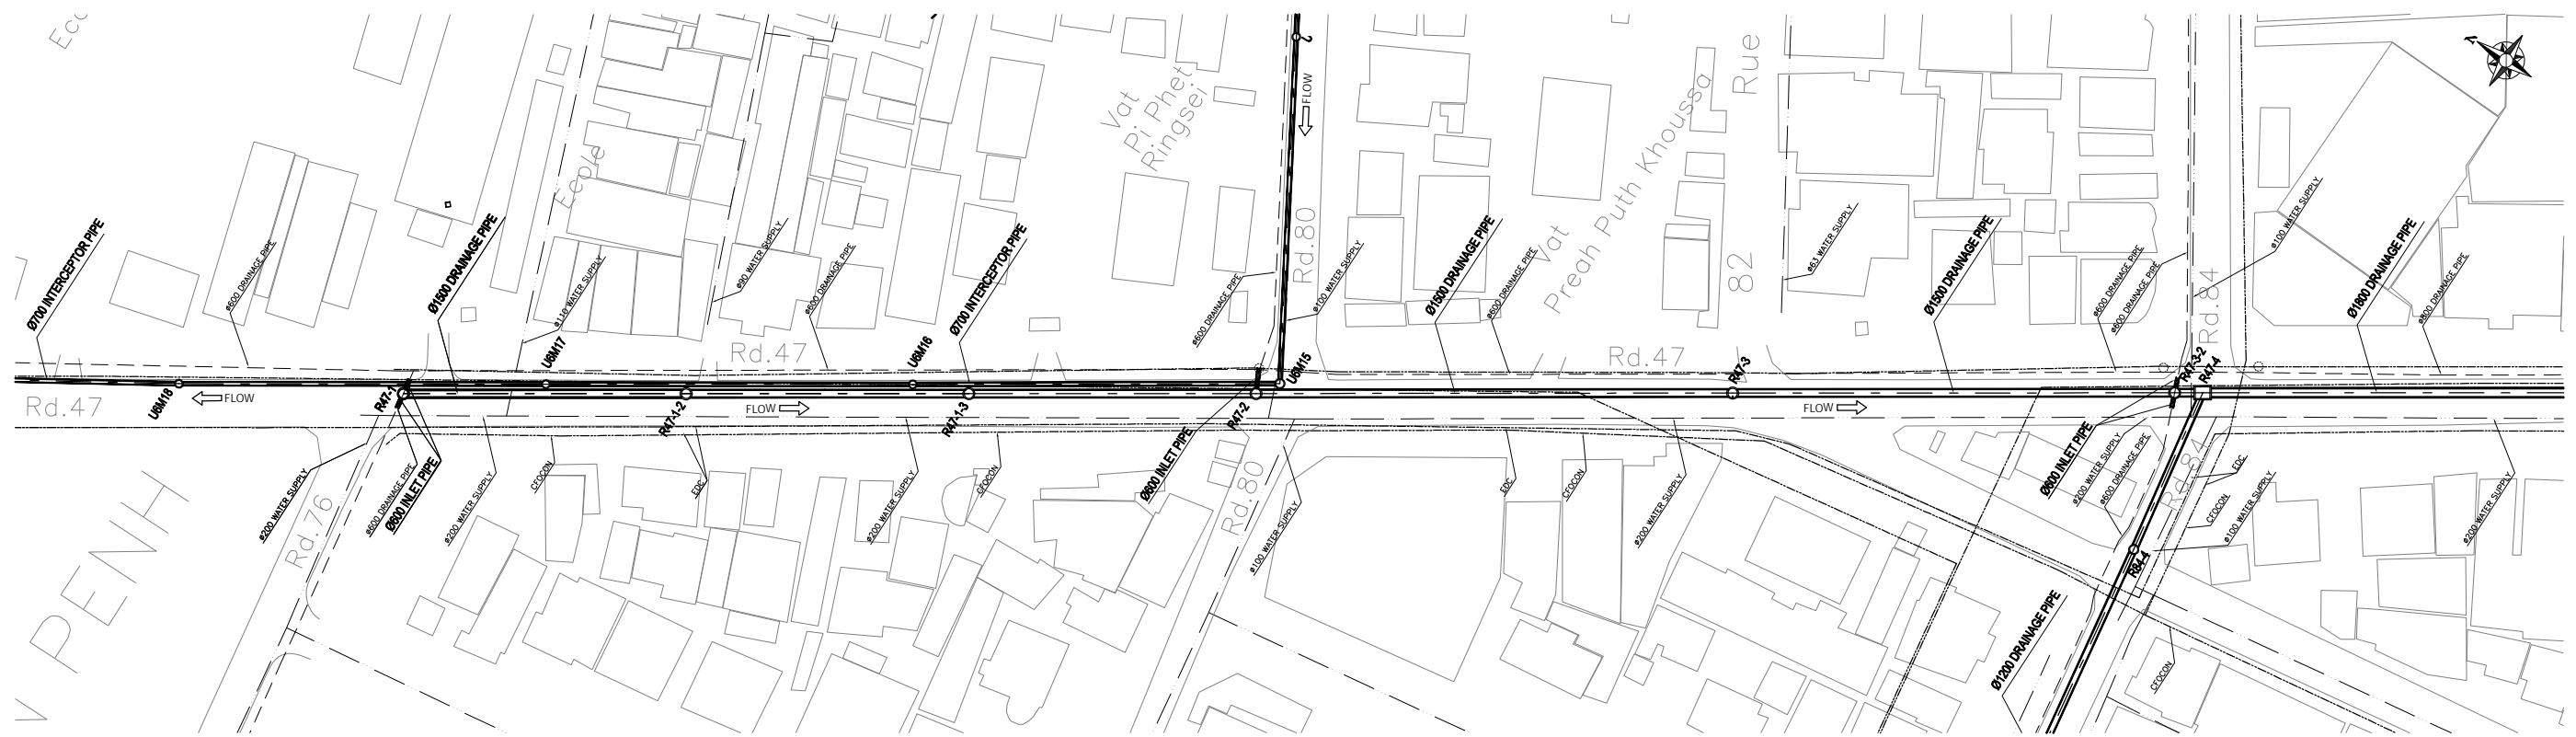 Ecc
Vat
Pi Phet
Ringsei
FLOW
Rue
82
Vat
Preah Puth Khoussa
Ecple
Rd.80
Rd.84
Ø700 INTERCEPTOR PIPE
ø600 DRAINAGE PIPE
Ø1500 DRAINAGE PIPE
ø110 WATER SUPPLY
ø90 WATER SUPPLY
ø600 DRAINAGE PIPE
Ø700 INTERCEPTOR PIPE
ø600 DRAINAGE PIPE
ø100 WATER SUPPLY
Ø1500 DRAINAGE PIPE
ø600 DRAINAGE PIPE
ø63 WATER SUPPLY
Ø1500 DRAINAGE PIPE
ø600 DRAINAGE PIPE
ø600 DRAINAGE PIPE
ø100 WATER SUPPLY
Ø1800 DRAINAGE PIPE
ø800 DRAINAGE PIPE
Rd.47
Rd.47
Rd.47
U6M18
FLOW
R47-1
U6M17
R47-1-2
FLOW
U6M16
R47-1-3
R47-2
U6M15
R47-3
FLOW
R47-3-2
R47-4
ø200 WATER SUPPLY
Rd.76
ø600 DRAINAGE PIPE
Ø600 INLET PIPE
ø200 WATER SUPPLY
CFOCON
EDC
ø200 WATER SUPPLY
CFOCON
Ø600 INLET PIPE
Rd.80
ø100 WATER SUPPLY
EDC
CFOCON
ø200 WATER SUPPLY
Ø600 INLET PIPE
ø200 WATER SUPPLY
ø600 DRAINAGE PIPE
Rd.84
EDC
CFOCON
ø100 WATER SUPPLY
ø200 WATER SUPPLY
R84-4
Ø1200 DRAINAGE PIPE
CFOCON
PENH